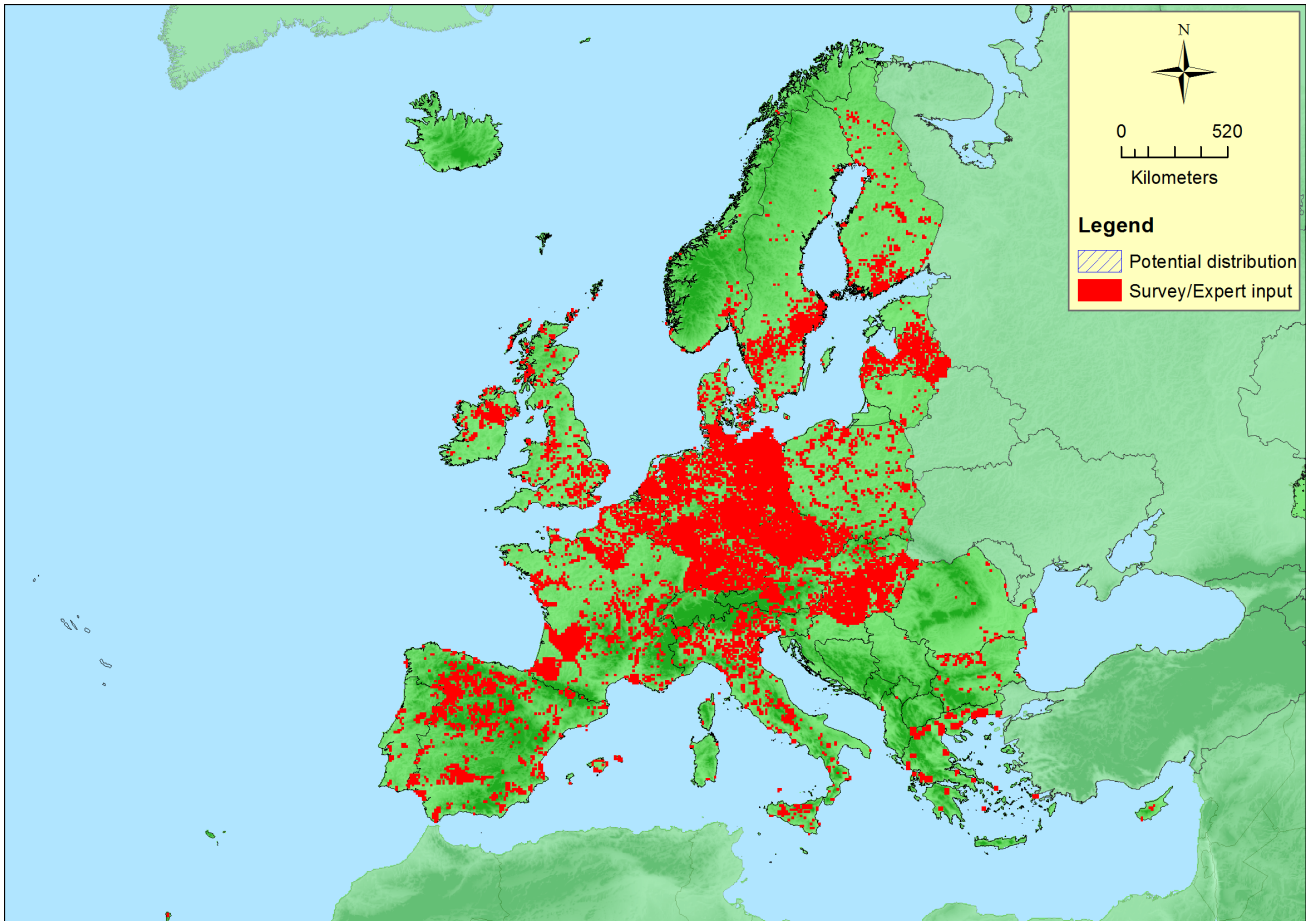 N
0 520
Kilometers
Legend
Potential distribution
Survey/Expert input